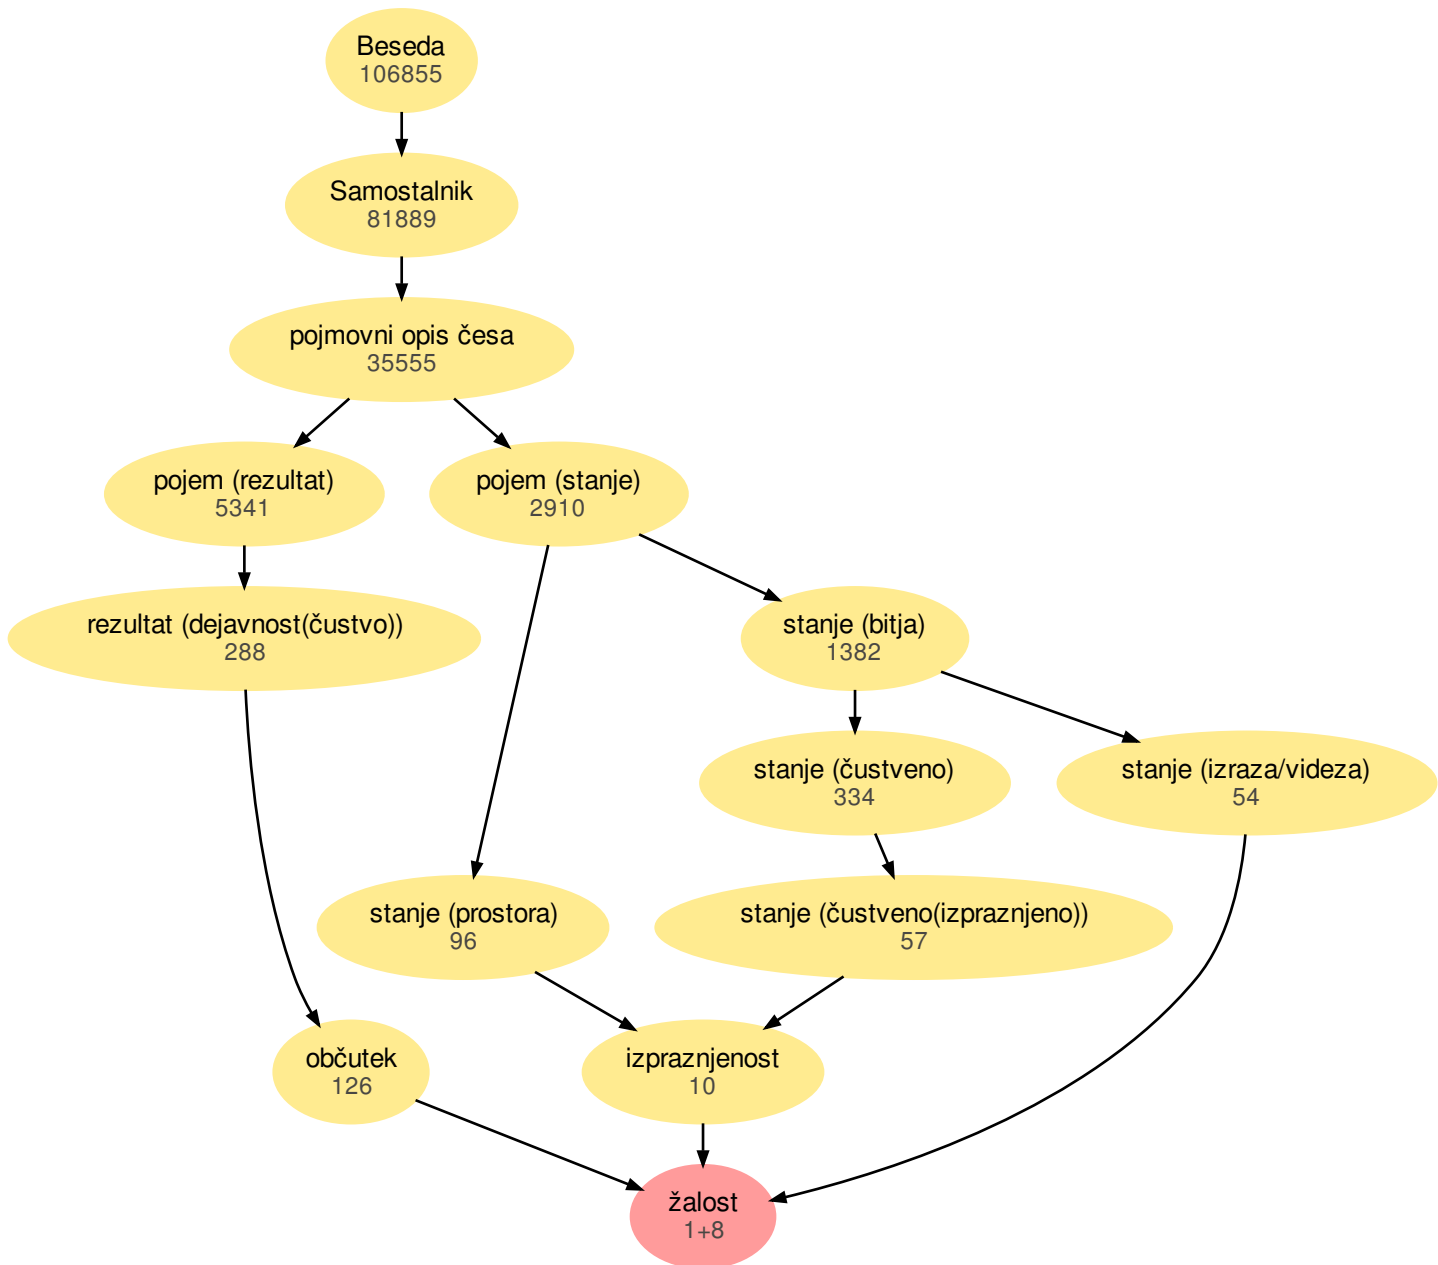 Beseda
106855
Samostalnik
81889
pojmovni opis česa
35555
pojem (rezultat)
5341
pojem (stanje)
2910
rezultat (dejavnost(čustvo))
288
stanje (bitja)
1382
stanje (čustveno)
334
stanje (izraza/videza)
54
stanje (prostora)
96
stanje (čustveno(izpraznjeno))
57
občutek
126
izpraznjenost
10
žalost
1+8